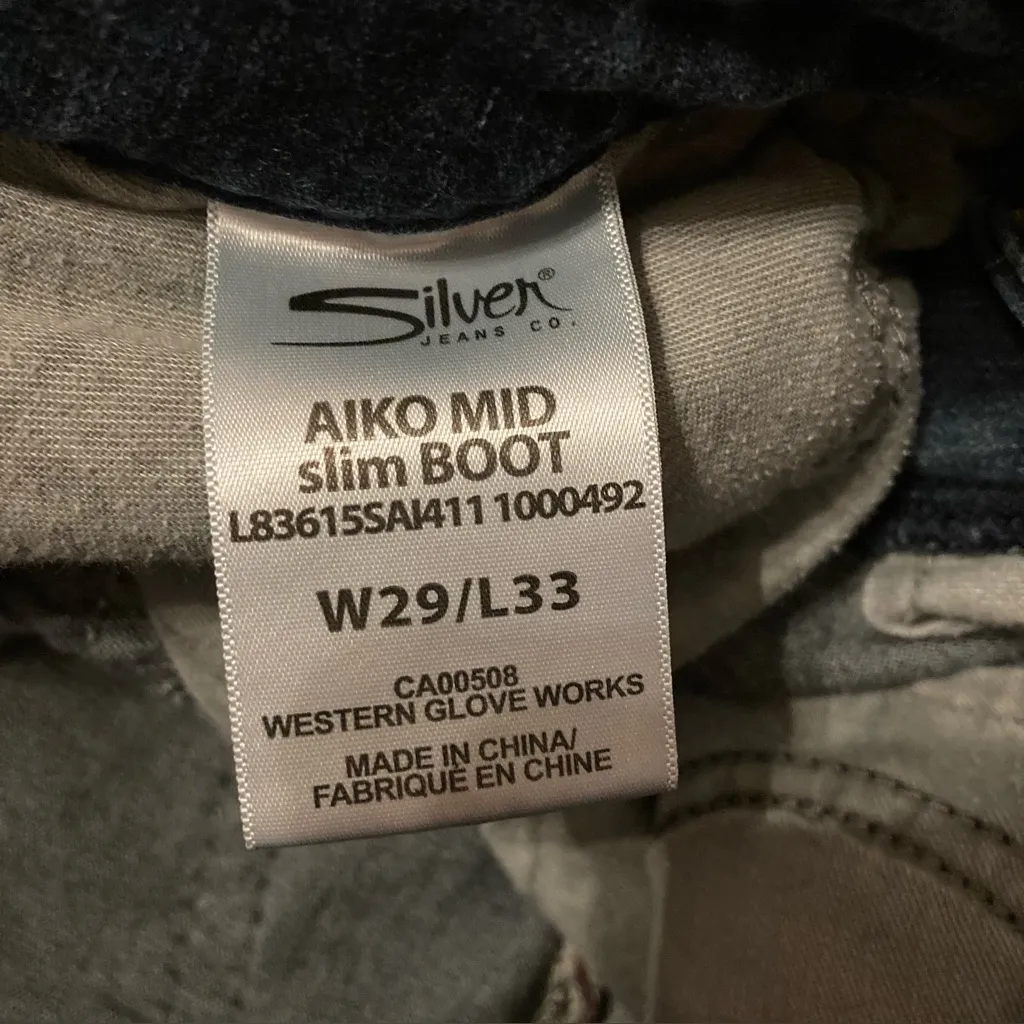 Silver®
JEANS CO.
AIKO MID
slim BOOT
L83615SAI411 1000492
W29/L33
CA00508
WESTERN GLOVE WORKS
MADE IN CHINA/
FABRIQUÉ EN CHINE